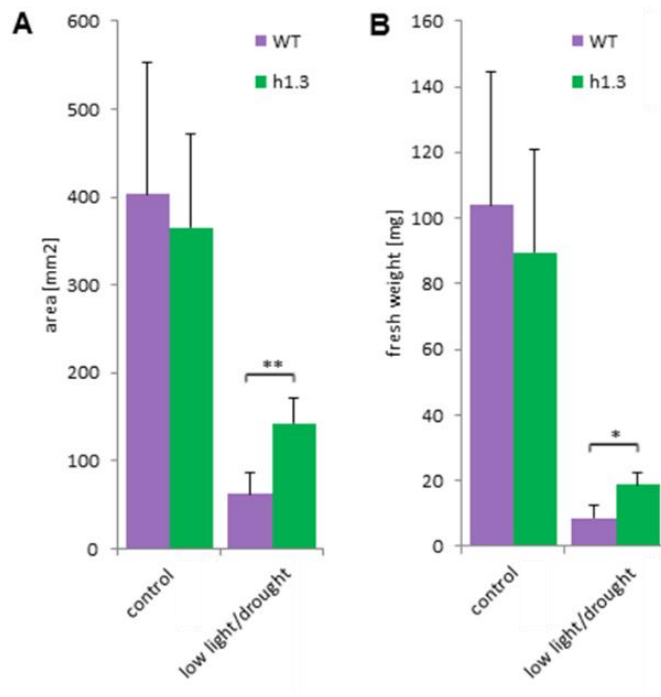 A
600
500
400
300
200
100
0
area [mm2]
WT
h1.3
**
control
low light/drought
B
160
140
120
100
80
60
40
20
0
fresh weight [mg]
WT
h1.3
*
control
low light/drought